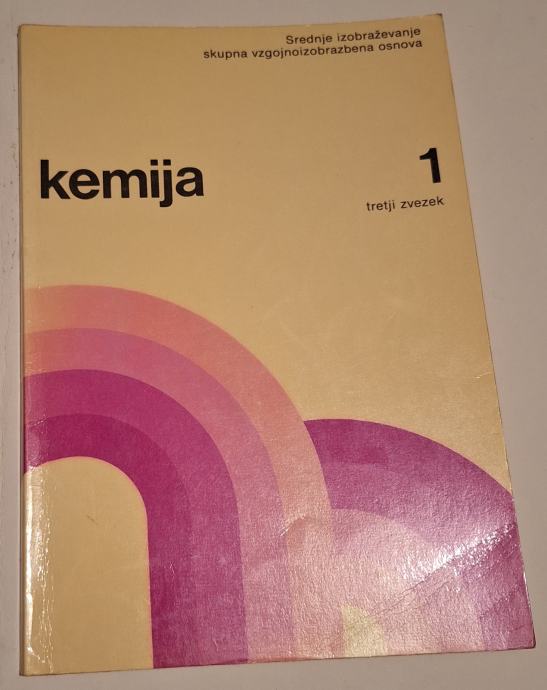 Srednje izobraževanje
skupna vzgojnoizobrazbena osnova
kemija
1
tretji zvezek